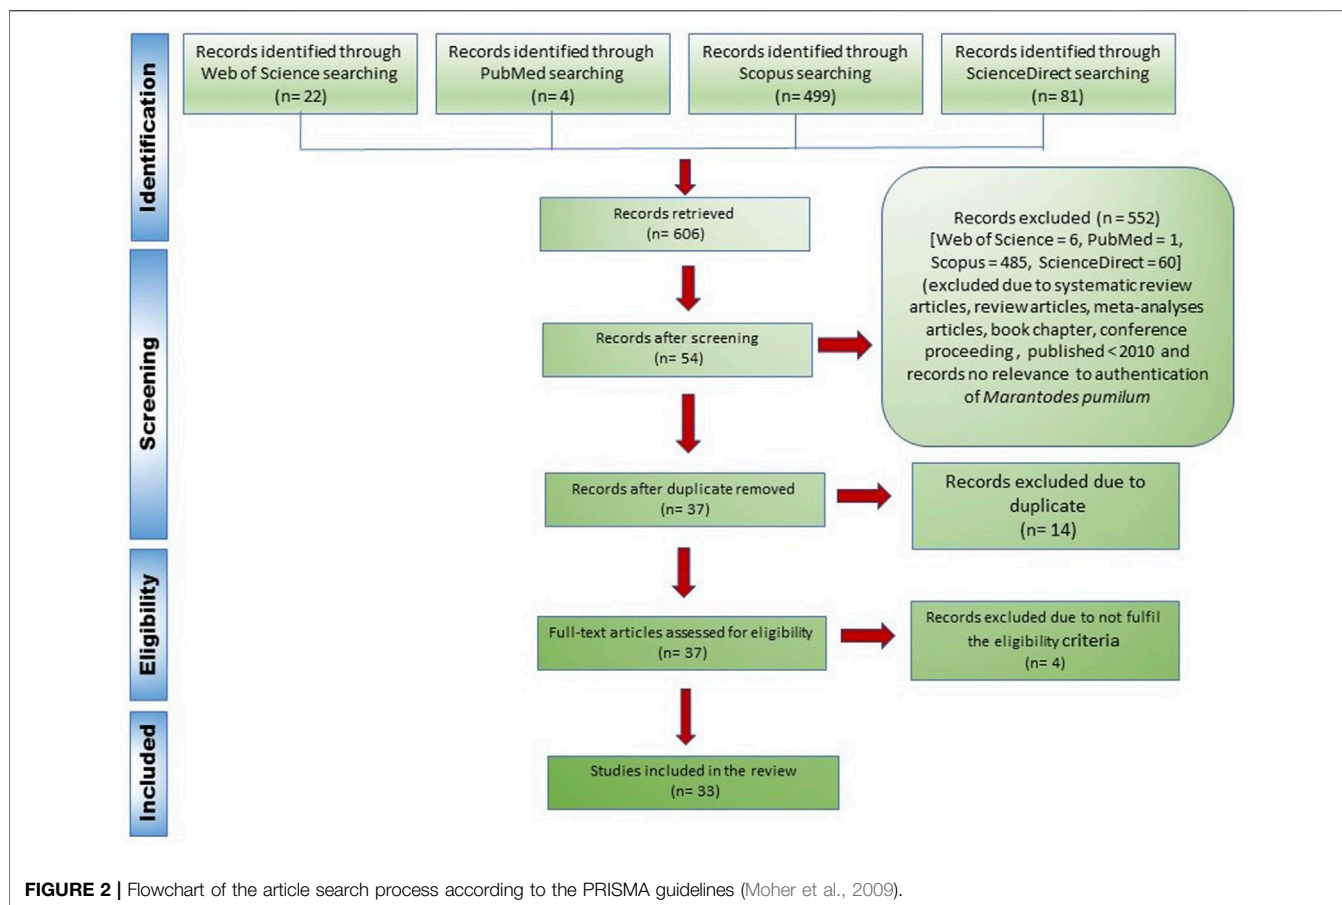 Identification
Records identified through
Web of Science searching
(n= 22)
Records identified through
PubMed searching
(n= 4)
Records identified through
Scopus searching
(n= 499)
Records identified through
ScienceDirect searching
(n= 81)
Records retrieved
(n= 606)
Records excluded (n = 552)
[Web of Science = 6, PubMed = 1,
Scopus = 485, ScienceDirect = 60]
(excluded due to systematic review
articles, review articles, meta-analyses
articles, book chapter, conference
proceeding , published <2010 and
records no relevance to authentication
of Marantodes pumilum
Screening
Records after screening
(n= 54)
Records after duplicate removed
(n= 37)
Records excluded due to
duplicate
(n= 14)
Eligibility
Full-text articles assessed for eligibility
(n= 37)
Records excluded due to not fulfil
the eligibility criteria
(n= 4)
Included
Studies included in the review
(n= 33)
FIGURE 2 | Flowchart of the article search process according to the PRISMA guidelines (Moher et al., 2009).